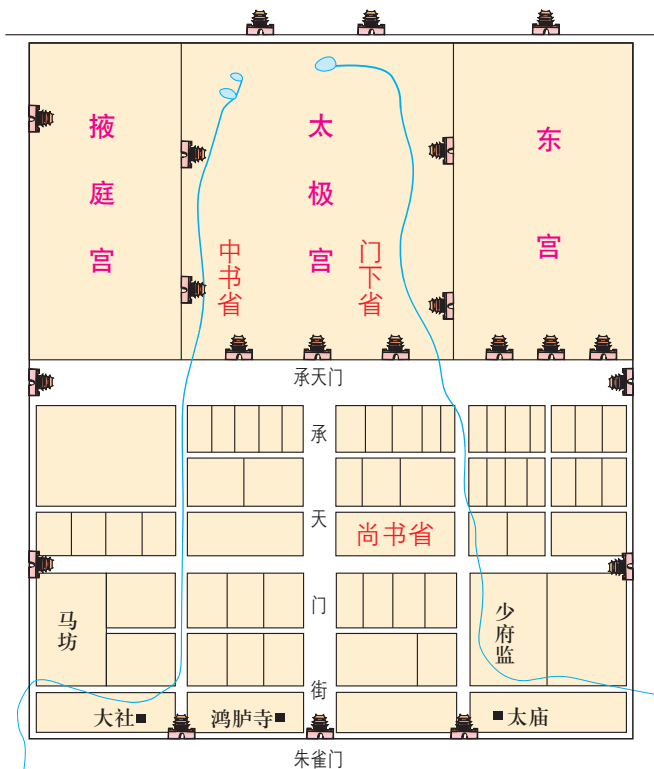 掖庭宫
太极宫
东宫
中书省
门下省
承天门
承天门街
尚书省
马坊
少府监
大社
鸿胪寺
太庙
朱雀门